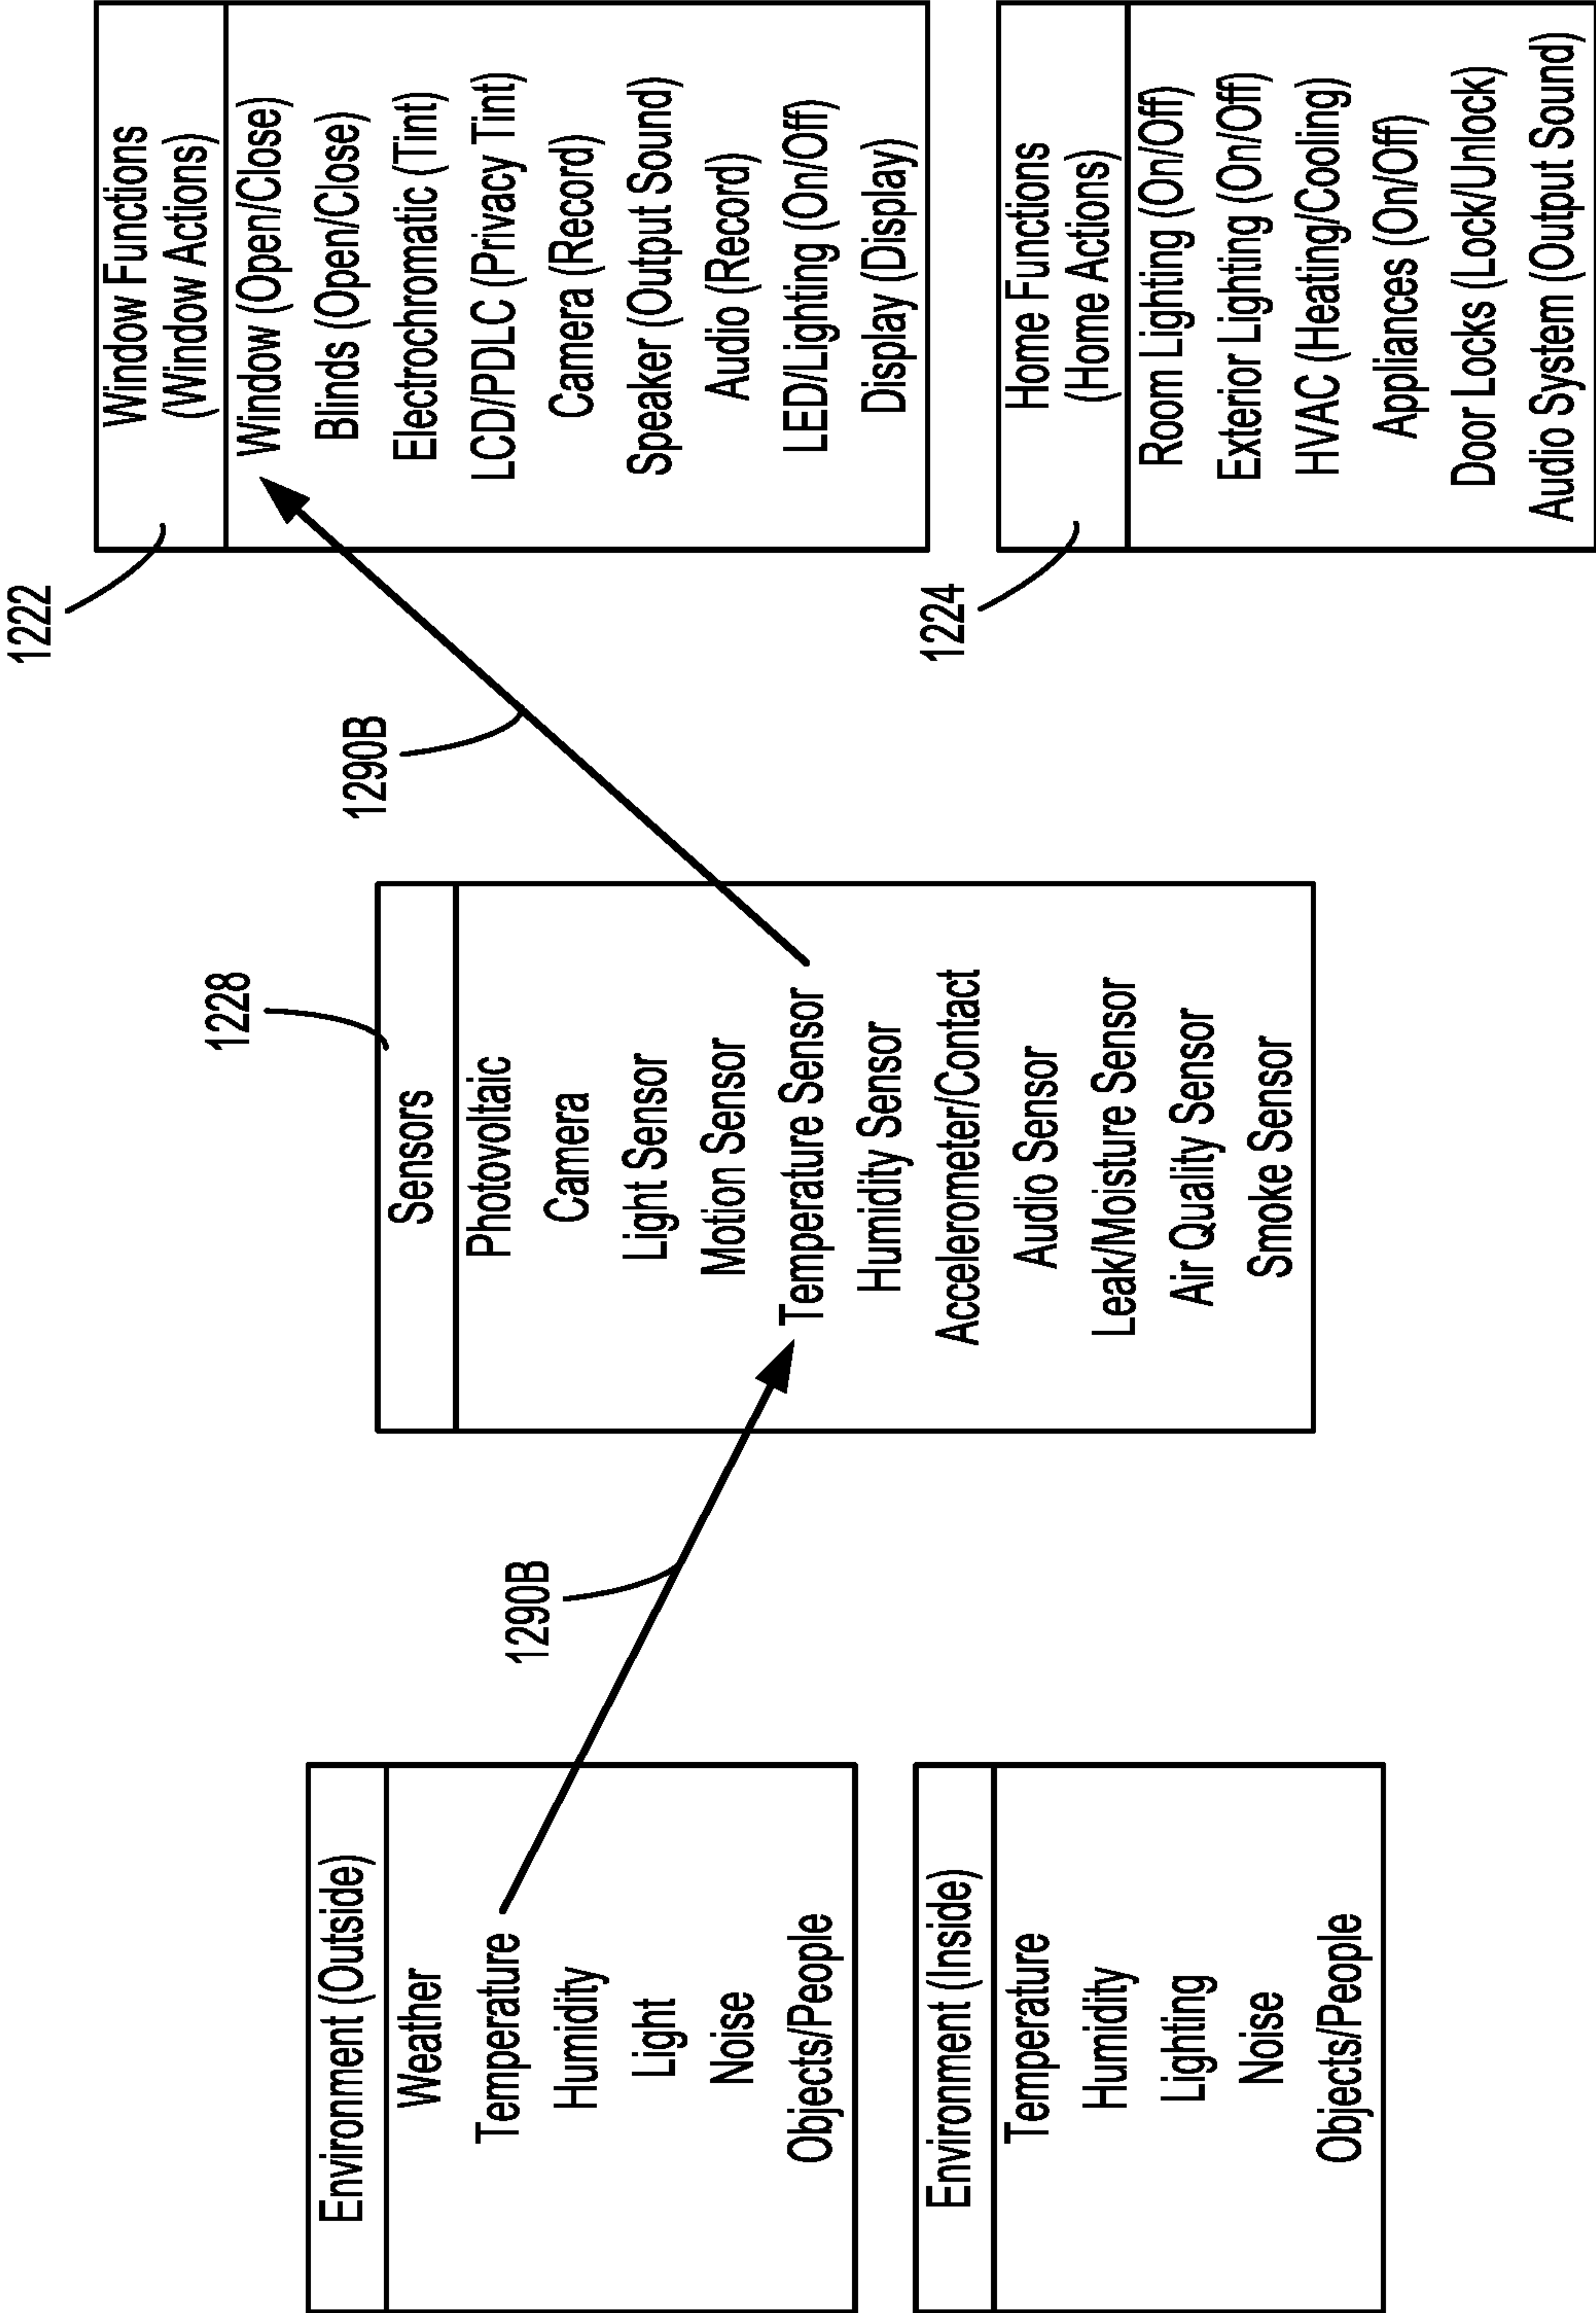 Environment (Outside)
Weather
Temperature
Humidity
Light
Noise
Objects/People
Environment (Inside)
Temperature
Humidity
Lighting
Noise
Objects/People
1290B
1228
Sensors
Photovoltaic
Camera
Light Sensor
Motion Sensor
Temperature Sensor
Humidity Sensor
Accelerometer/Contact
Audio Sensor
Leak/Moisture Sensor
Air Quality Sensor
Smoke Sensor
1290B
1222
Window Functions
(Window Actions)
Window (Open/Close)
Blinds (Open/Close)
Electrochromatic (Tint)
LCD/PDLC (Privacy Tint)
Camera (Record)
Speaker (Output Sound)
Audio (Record)
LED/Lighting (On/Off)
Display (Display)
1224
Home Functions
(Home Actions)
Room Lighting (On/Off)
Exterior Lighting (On/Off)
HVAC (Heating/Cooling)
Appliances (On/Off)
Door Locks (Lock/Unlock)
Audio System (Output Sound)